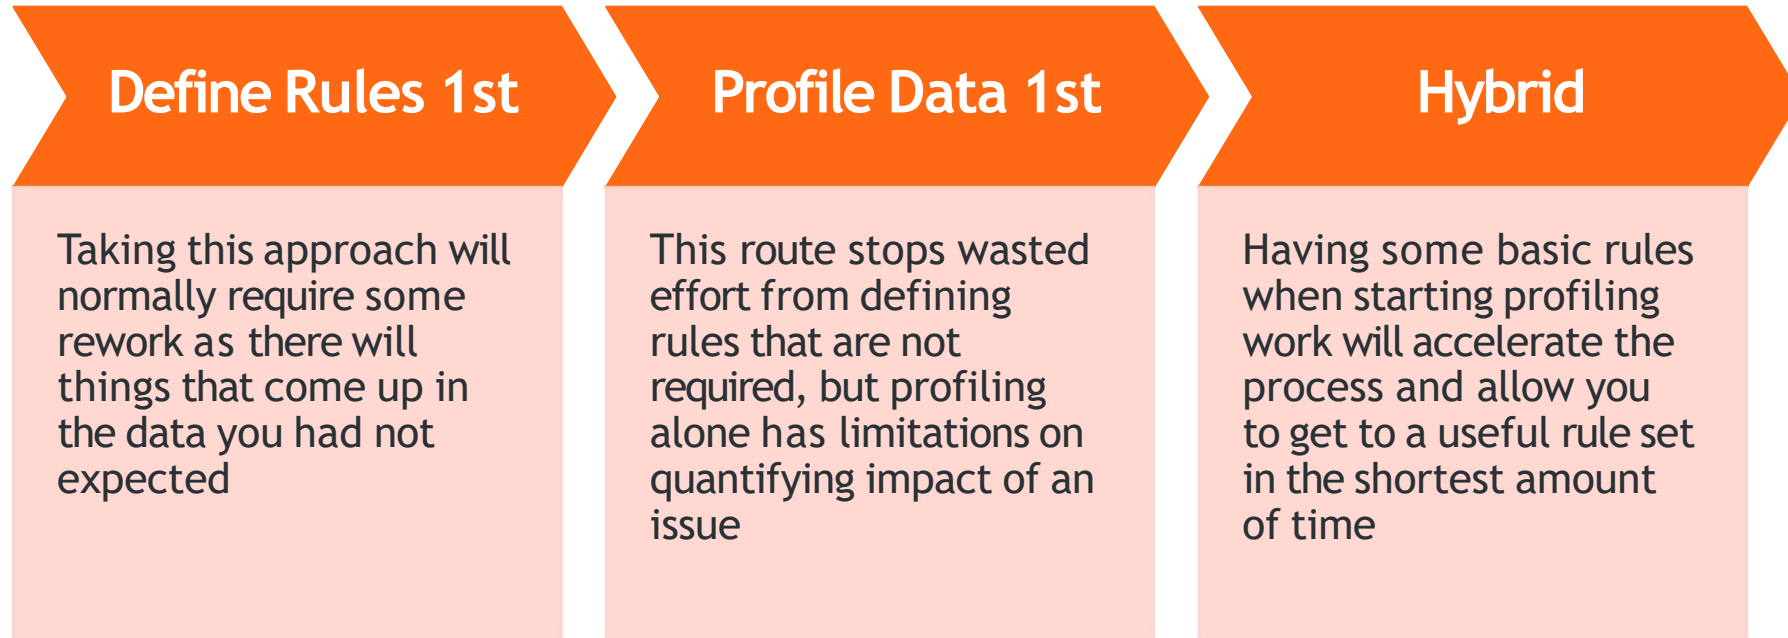 Define Rules 1st
Taking this approach will
normally require some
rework as there will
things that come up in
the data you had not
expected
Profile Data 1st
This route stops wasted
effort from defining
rules that are not
required, but profiling
alone has limitations on
quantifying impact of an
issue
Hybrid
Having some basic rules
when starting profiling
work will accelerate the
process and allow you
to get to a useful rule set
in the shortest amount
of time